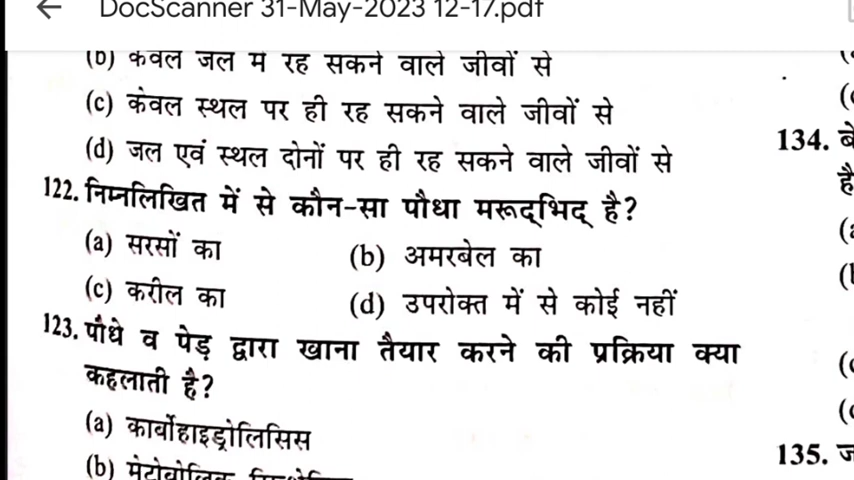 DocScanner 31-May-2023 12-17.pdf
(b) केवल जल में रह सकने वाले जीवों से
(c) केवल स्थल पर ही रह सकने वाले जीवों से
(d) जल एवं स्थल दोनों पर ही रह सकने वाले जीवों से
122. निम्नलिखित में से कौन-सा पौधा मरूद्भिद् है?
(a) सरसों का
(b) अमरबेल का
(c) करील का
(d) उपरोक्त में से कोई नहीं
123. पौधे व पेड़ द्वारा खाना तैयार करने की प्रक्रिया क्या
कहलाती है?
(a) कार्बोहाइड्रोलिसिस
(b)
134.
135.